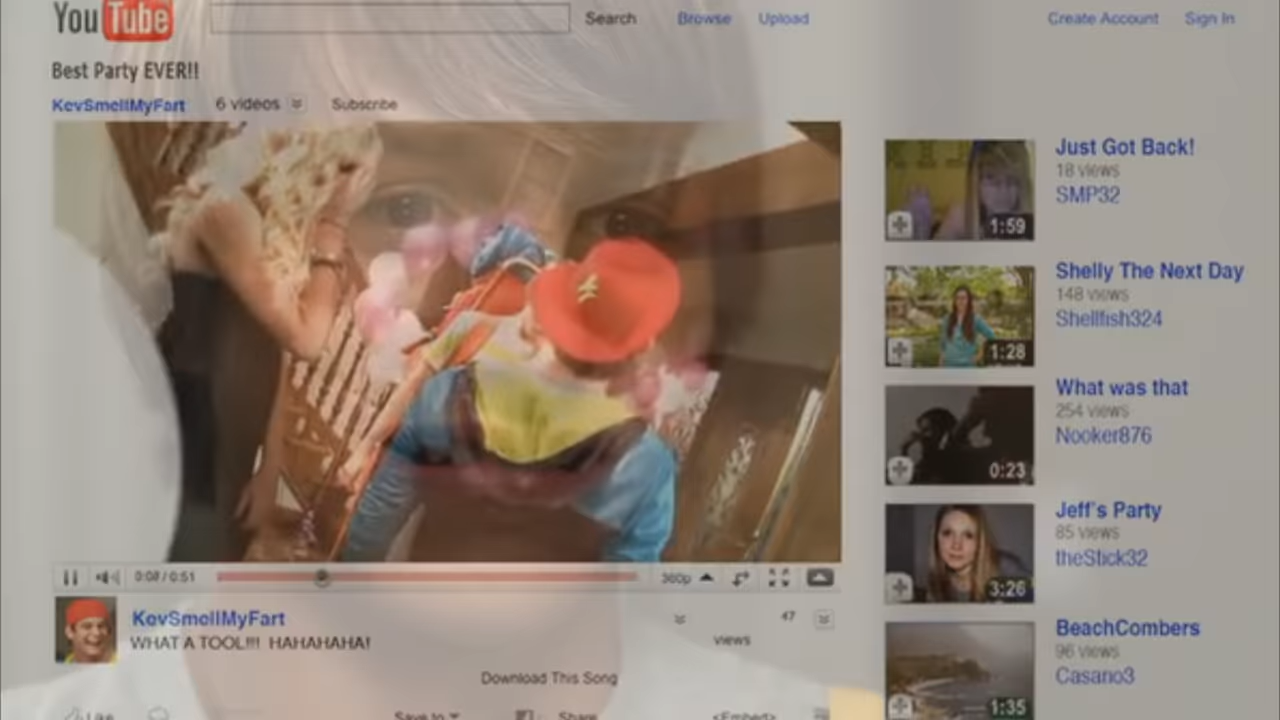 YouTube Search Browse Upload Create Account Sign In
Best Party EVER!!
KevSmellMyFart 6 videos Subscribe
Just Got Back!
18 views
SMP32
1:59
Shelly The Next Day
148 views
Shellfish324
1:28
What was that
254 views
Nooker876
0:23
Jeff's Party
85 views
theStick32
3:26
BeachCombers
96 views
Casano3
1:35
0:08 / 0:51 360p
KevSmellMyFart 47
WHAT A TOOL!!! HAHAHAHA! views
Download This Song
Like Save to Share <Embed>